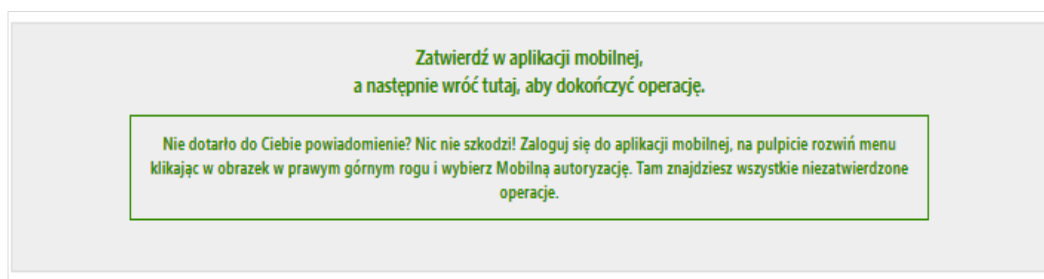 Zatwierdź w aplikacji mobilnej,
a następnie wróć tutaj, aby dokończyć operację.
Nie dotarło do Ciebie powiadomienie? Nic nie szkodzi! Zaloguj się do aplikacji mobilnej, na pulpicie rozwiń menu
klikając w obrazek w prawym górnym rogu i wybierz Mobilną autoryzację. Tam znajdziesz wszystkie niezatwierdzone
operacje.